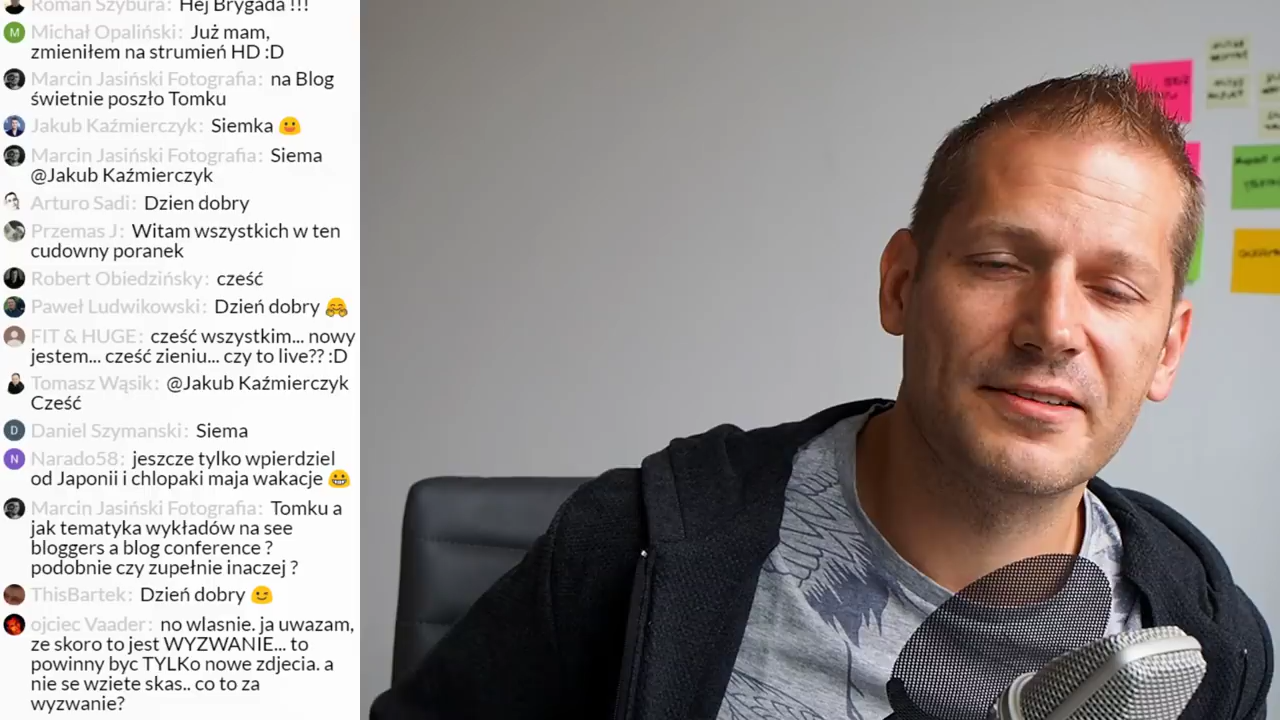 Roman Szybura: Hej Brygada !!!
Michał Opaliński: Już mam,
zmieniłem na strumień HD :D
Marcin Jasiński Fotografia: na Blog
świetnie poszło Tomku
Jakub Kaźmierczyk: Siemka 😀
Marcin Jasiński Fotografia: Siema
@Jakub Kaźmierczyk
Arturo Sadi: Dzien dobry
Przemas J: Witam wszystkich w ten
cudowny poranek
Robert Obiedzińsky: cześć
Paweł Ludwikowski: Dzień dobry 🤗
FIT & HUGE: cześć wszystkim... nowy
jestem... cześć zieniu... czy to live?? :D
Tomasz Wąsik: @Jakub Kaźmierczyk
Cześć
D Daniel Szymanski: Siema
N Narado58: jeszcze tylko wpierdziel
od Japonii i chlopaki maja wakacje 😁
Marcin Jasiński Fotografia: Tomku a
jak tematyka wykładów na see
bloggers a blog conference ?
podobnie czy zupełnie inaczej ?
ThisBartek: Dzień dobry 😉
ojciec Vaader: no wlasnie. ja uwazam,
ze skoro to jest WYZWANIE... to
powinny byc TYLKo nowe zdjecia. a
nie se wziete skas.. co to za
wyzwanie?